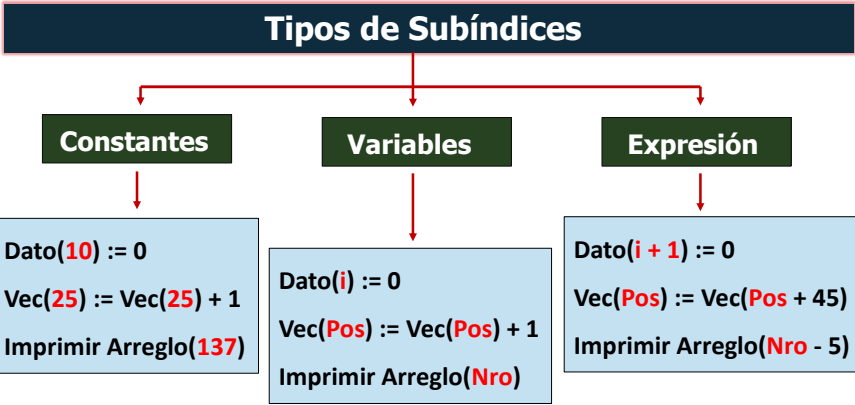 Tipos de Subíndices
Constantes
Dato(10) := 0
Vec(25) := Vec(25) + 1
Imprimir Arreglo(137)
Variables
Dato(i) := 0
Vec(Pos) := Vec(Pos) + 1
Imprimir Arreglo(Nro)
Expresión
Dato(i + 1) := 0
Vec(Pos) := Vec(Pos + 45)
Imprimir Arreglo(Nro - 5)